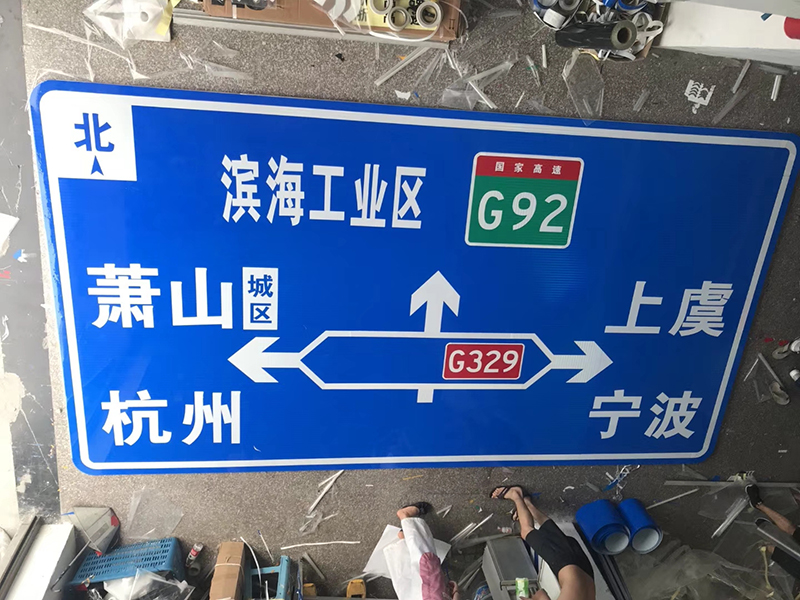 北
滨海工业区
国家高速
G92
萧山 城区
上虞
G329
杭州
宁波